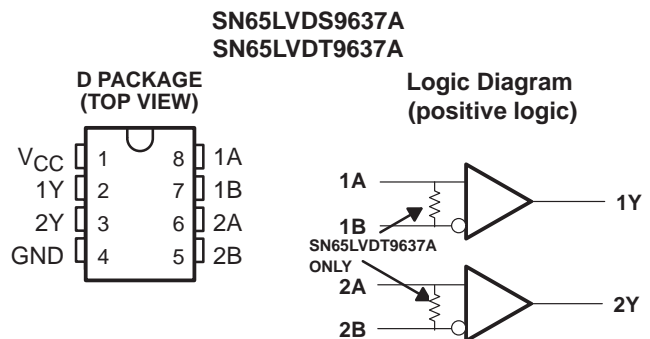 SN65LVDS9637A
SN65LVDT9637A
D PACKAGE
(TOP VIEW)
VCC 1 8 1A
1Y 2 7 1B
2Y 3 6 2A
GND 4 5 2B
Logic Diagram
(positive logic)
1A
1Y
1B
SN65LVDT9637A
ONLY
2A
2Y
2B